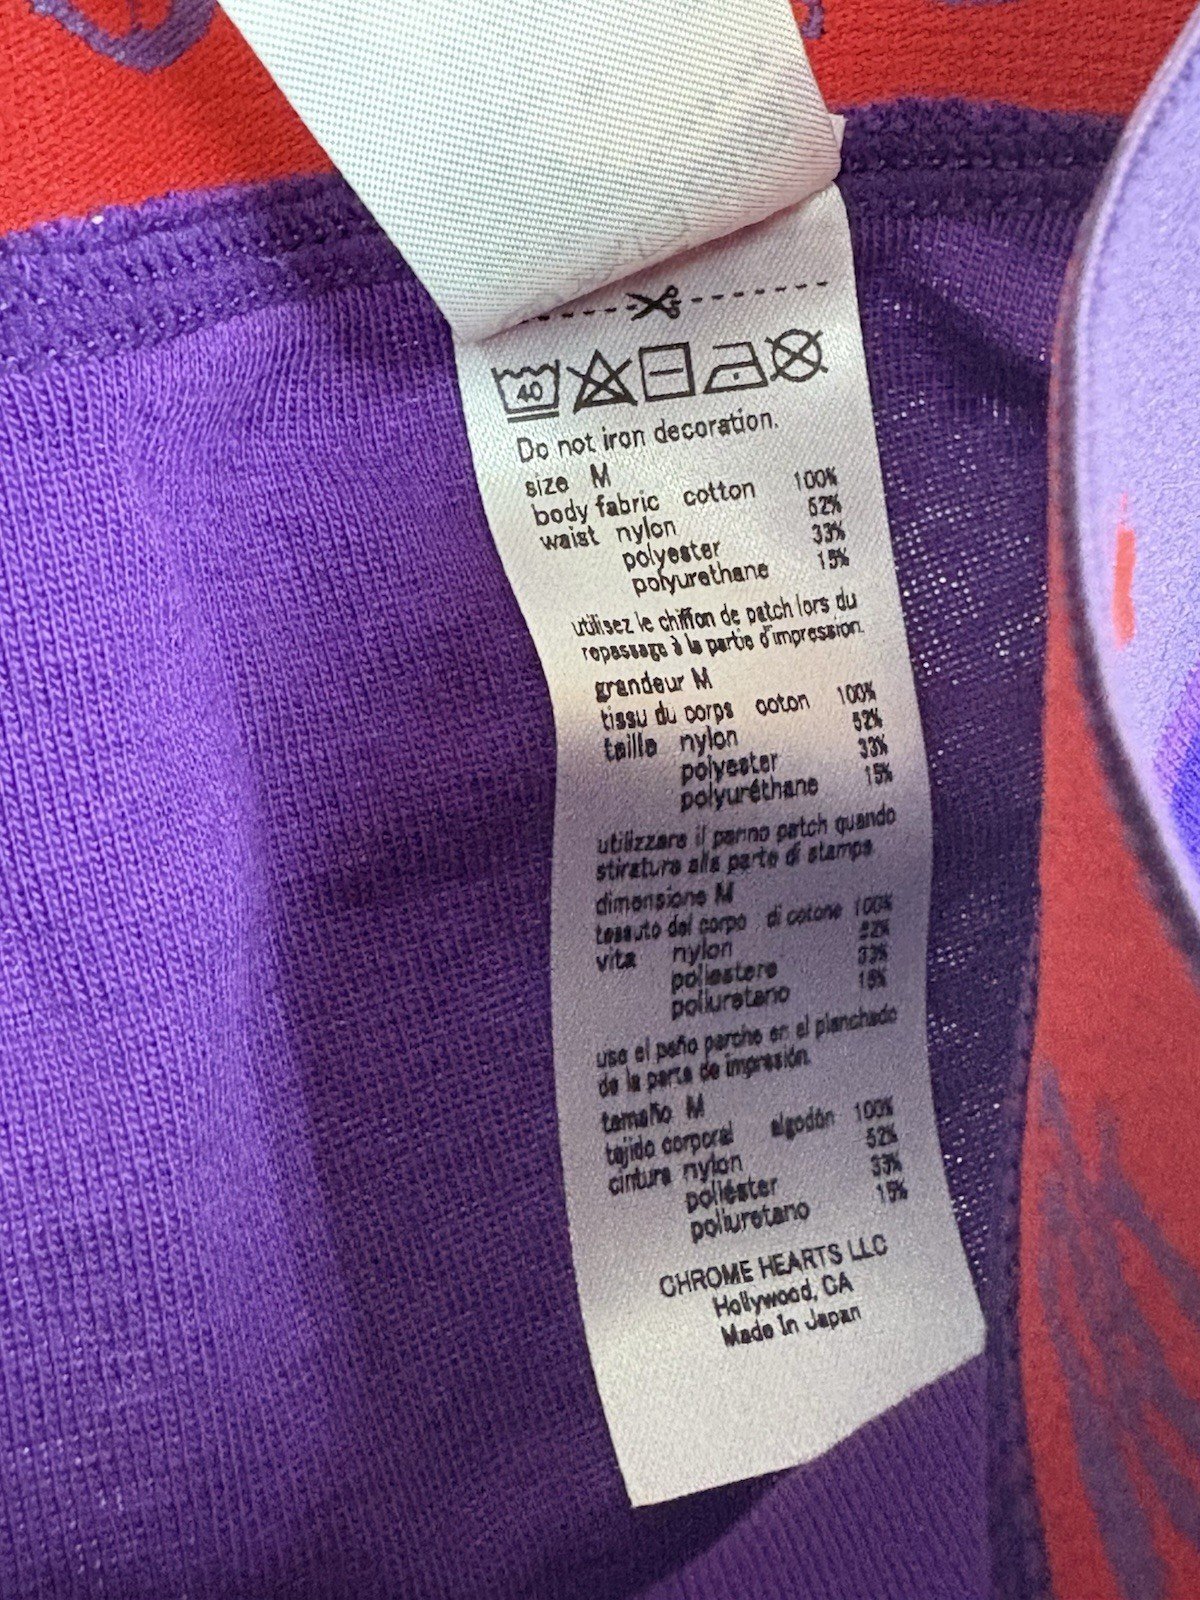 40
Do not iron decoration.
size M
body fabric cotton 100%
waist nylon 52%
polyester 33%
polyurethane 15%
utilisez le chiffon de patch lors du
repassage à la partie d'impression.
grandeur M
tissu du corps coton 100%
taille nylon 52%
polyester 33%
polyuréthane 15%
utilizzare il panno patch quando
stiratura alla parte di stampa
dimensione M
tessuto del corpo di cotone 100%
vita nylon 52%
poliestere 33%
poliuretano 15%
use el paño parche en el planchado
de la parte de impresión.
tamaño M
tejido corporal algodón 100%
cintura nylon 52%
poliéster 33%
poliuretano 15%
CHROME HEARTS LLC
Hollywood, CA
Made In Japan